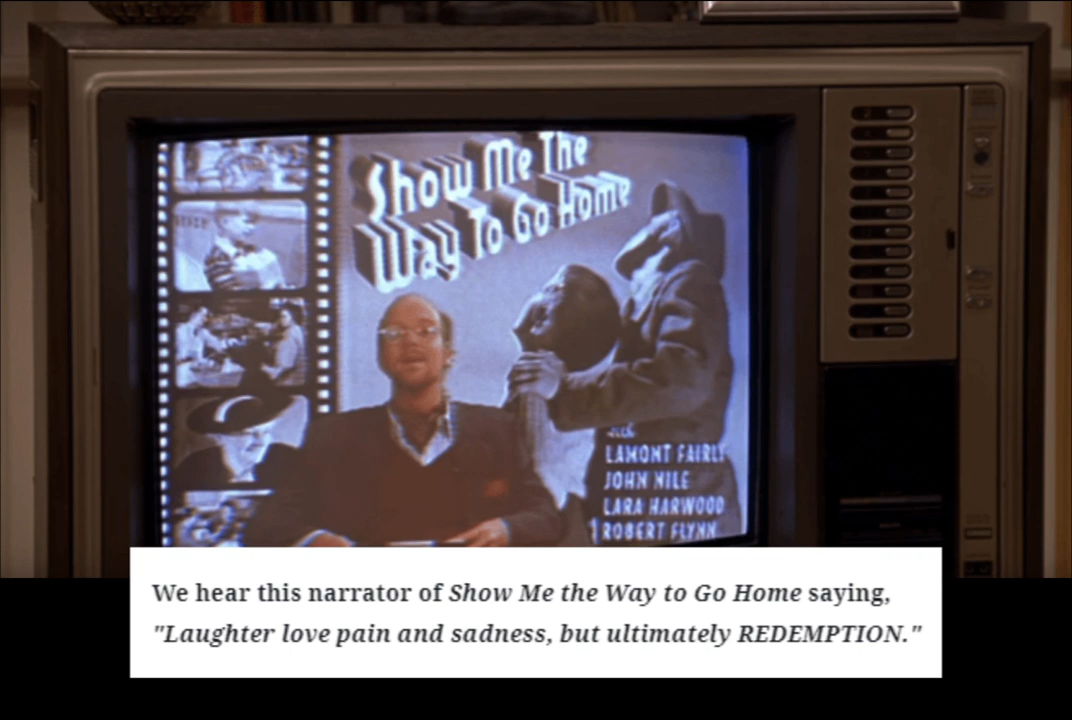 Show Me The
Way To Go Home
LAMONT FAIRLY
JOHN NILE
LARA HARWOOD
ROBERT FLYNN
We hear this narrator of Show Me the Way to Go Home saying,
"Laughter love pain and sadness, but ultimately REDEMPTION."